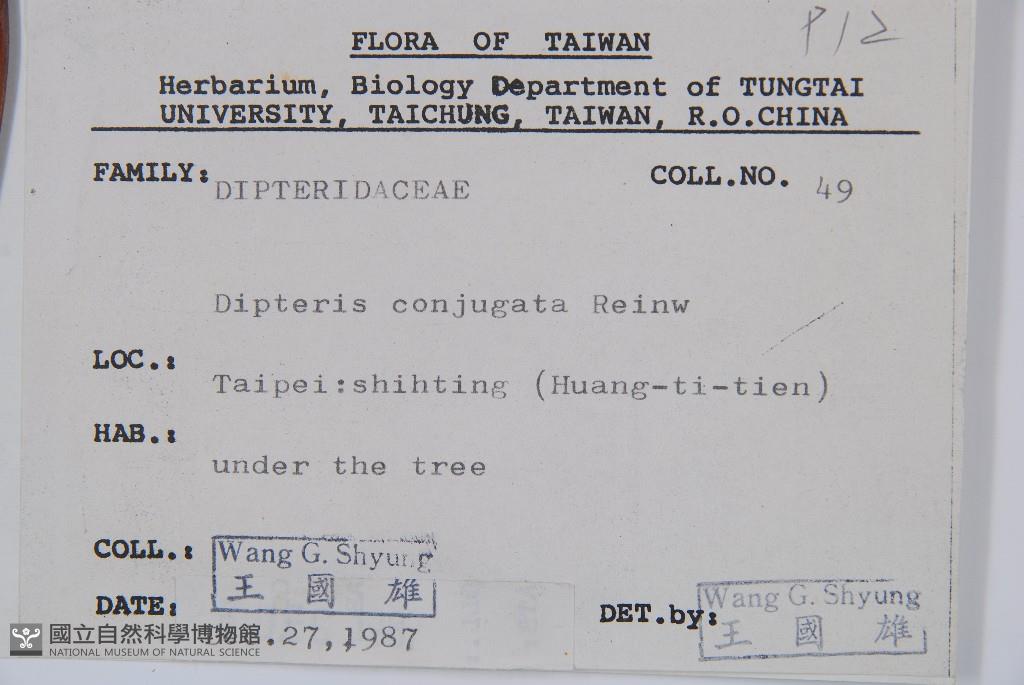 P12
FLORA OF TAIWAN
Herbarium, Biology Department of TUNGTAI
UNIVERSITY, TAICHUNG, TAIWAN, R.O.CHINA
FAMILY: DIPTERIDACEAE COLL.NO. 49
Dipteris conjugata Reinw
LOC.:
Taipei:shihting (Huang-ti-tien)
HAB.:
under the tree
COLL.: Wang G. Shyung
王國雄
DATE: .27,1987
DET.by: Wang G. Shyung
王國雄
國立自然科學博物館
NATIONAL MUSEUM OF NATURAL SCIENCE